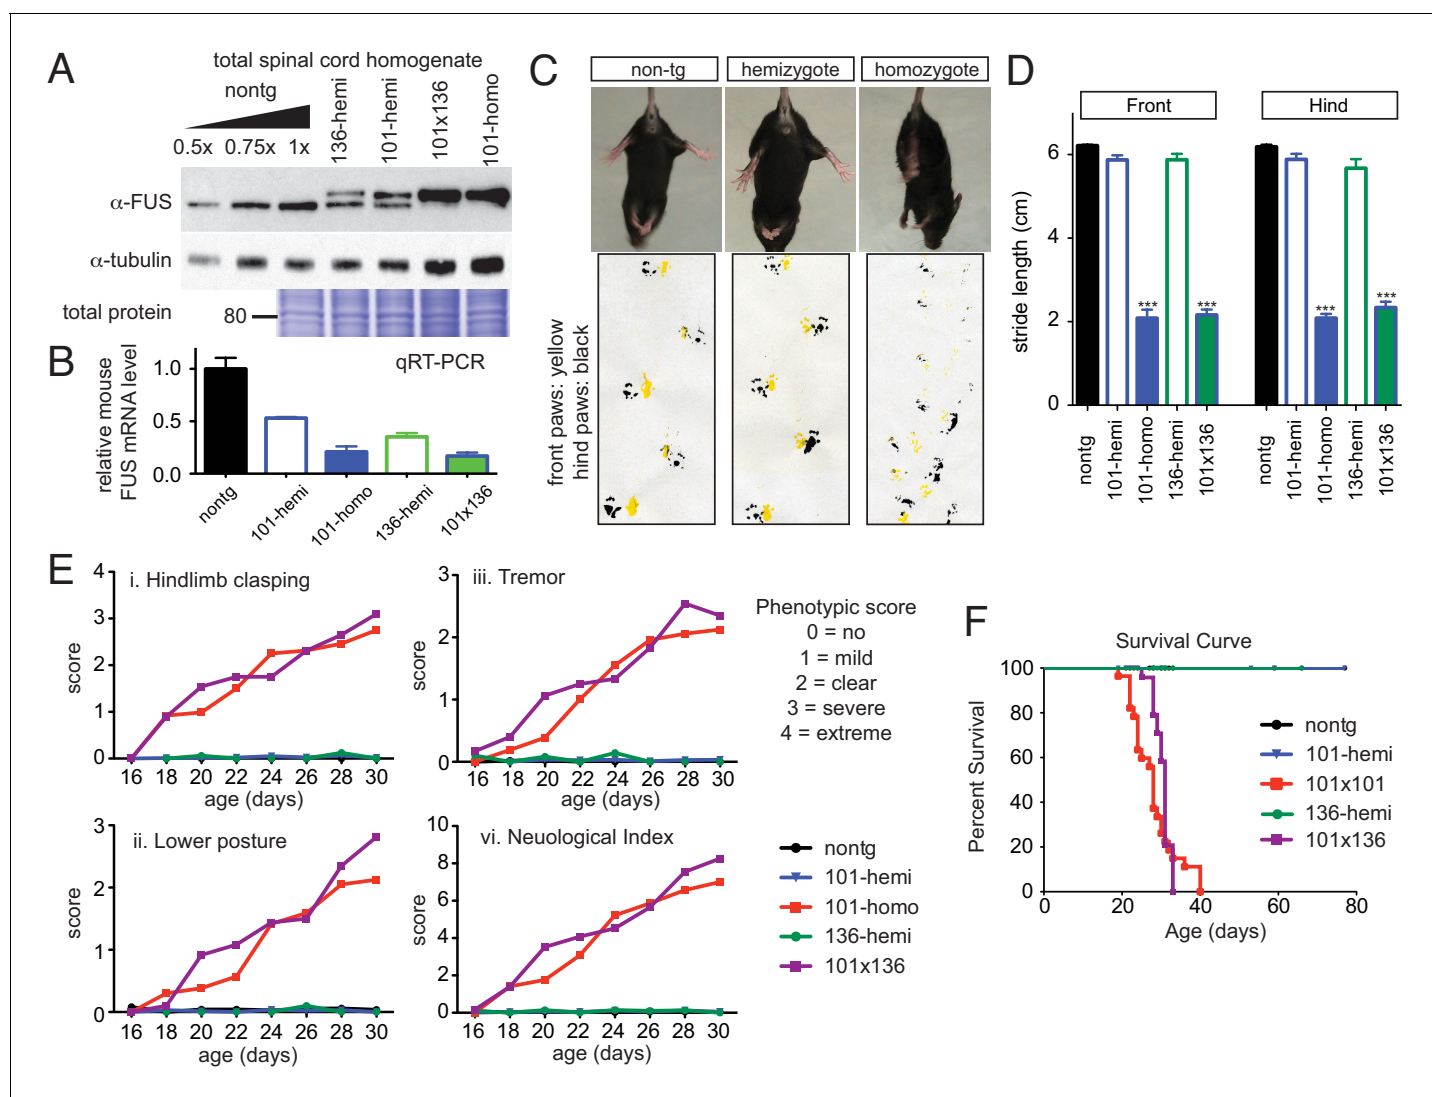 A
total spinal cord homogenate
nontg
0.5x 0.75x 1x
136-hemi
101-hemi
101x136
101-homo
α-FUS
α-tubulin
total protein
80
B
qRT-PCR
relative mouse
FUS mRNA level
1.0
0.5
0.0
nontg
101-hemi
101-homo
136-hemi
101x136
C
non-tg
hemizygote
homozygote
front paws: yellow
hind paws: black
D
Front
Hind
stride length (cm)
6
4
2
0
***
***
***
***
nontg
101-hemi
101-homo
136-hemi
101x136
nontg
101-hemi
101-homo
136-hemi
101x136
E
i. Hindlimb clasping
score
4
3
2
1
0
16 18 20 22 24 26 28 30
age (days)
iii. Tremor
score
3
2
1
0
16 18 20 22 24 26 28 30
age (days)
Phenotypic score
0 = no
1 = mild
2 = clear
3 = severe
4 = extreme
ii. Lower posture
score
3
2
1
0
16 18 20 22 24 26 28 30
age (days)
vi. Neuological Index
score
10
8
6
4
2
0
16 18 20 22 24 26 28 30
age (days)
nontg
101-hemi
101-homo
136-hemi
101x136
F
Survival Curve
Percent Survival
100
80
60
40
20
0
0 20 40 60 80
Age (days)
nontg
101-hemi
101x101
136-hemi
101x136